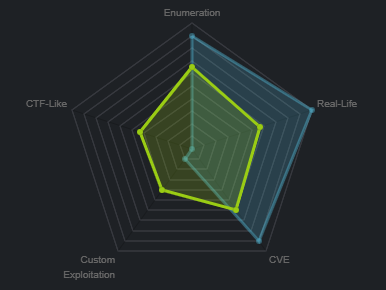 Enumeration
CTF-Like
Real-Life
Custom
Exploitation
CVE